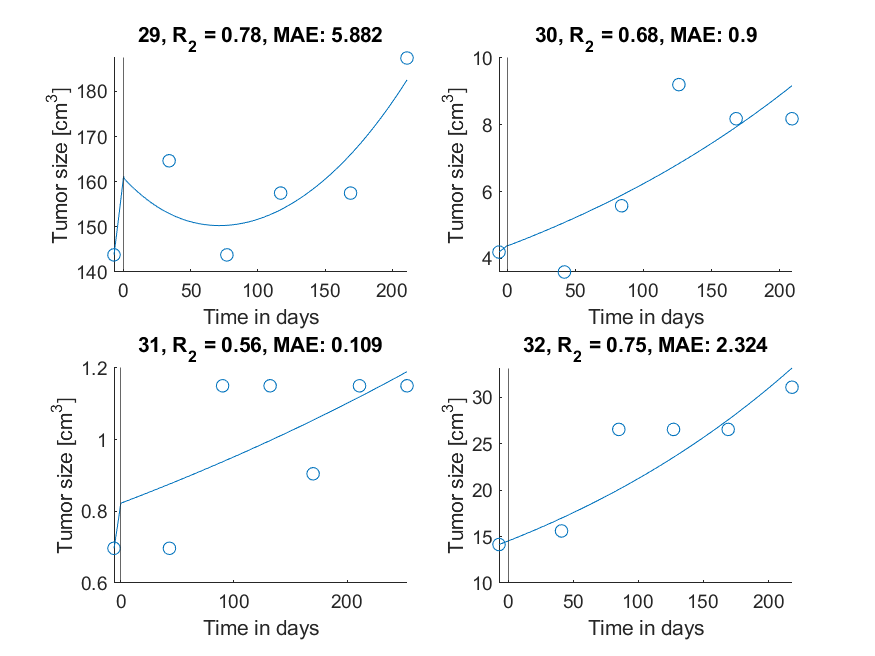 29, R₂ = 0.78, MAE: 5.882
Tumor size [cm³]
180
170
160
150
140
0 50 100 150 200
Time in days
30, R₂ = 0.68, MAE: 0.9
Tumor size [cm³]
10
8
6
4
0 50 100 150 200
Time in days
31, R₂ = 0.56, MAE: 0.109
Tumor size [cm³]
1.2
1
0.8
0.6
0 100 200
Time in days
32, R₂ = 0.75, MAE: 2.324
Tumor size [cm³]
30
25
20
15
10
0 50 100 150 200
Time in days